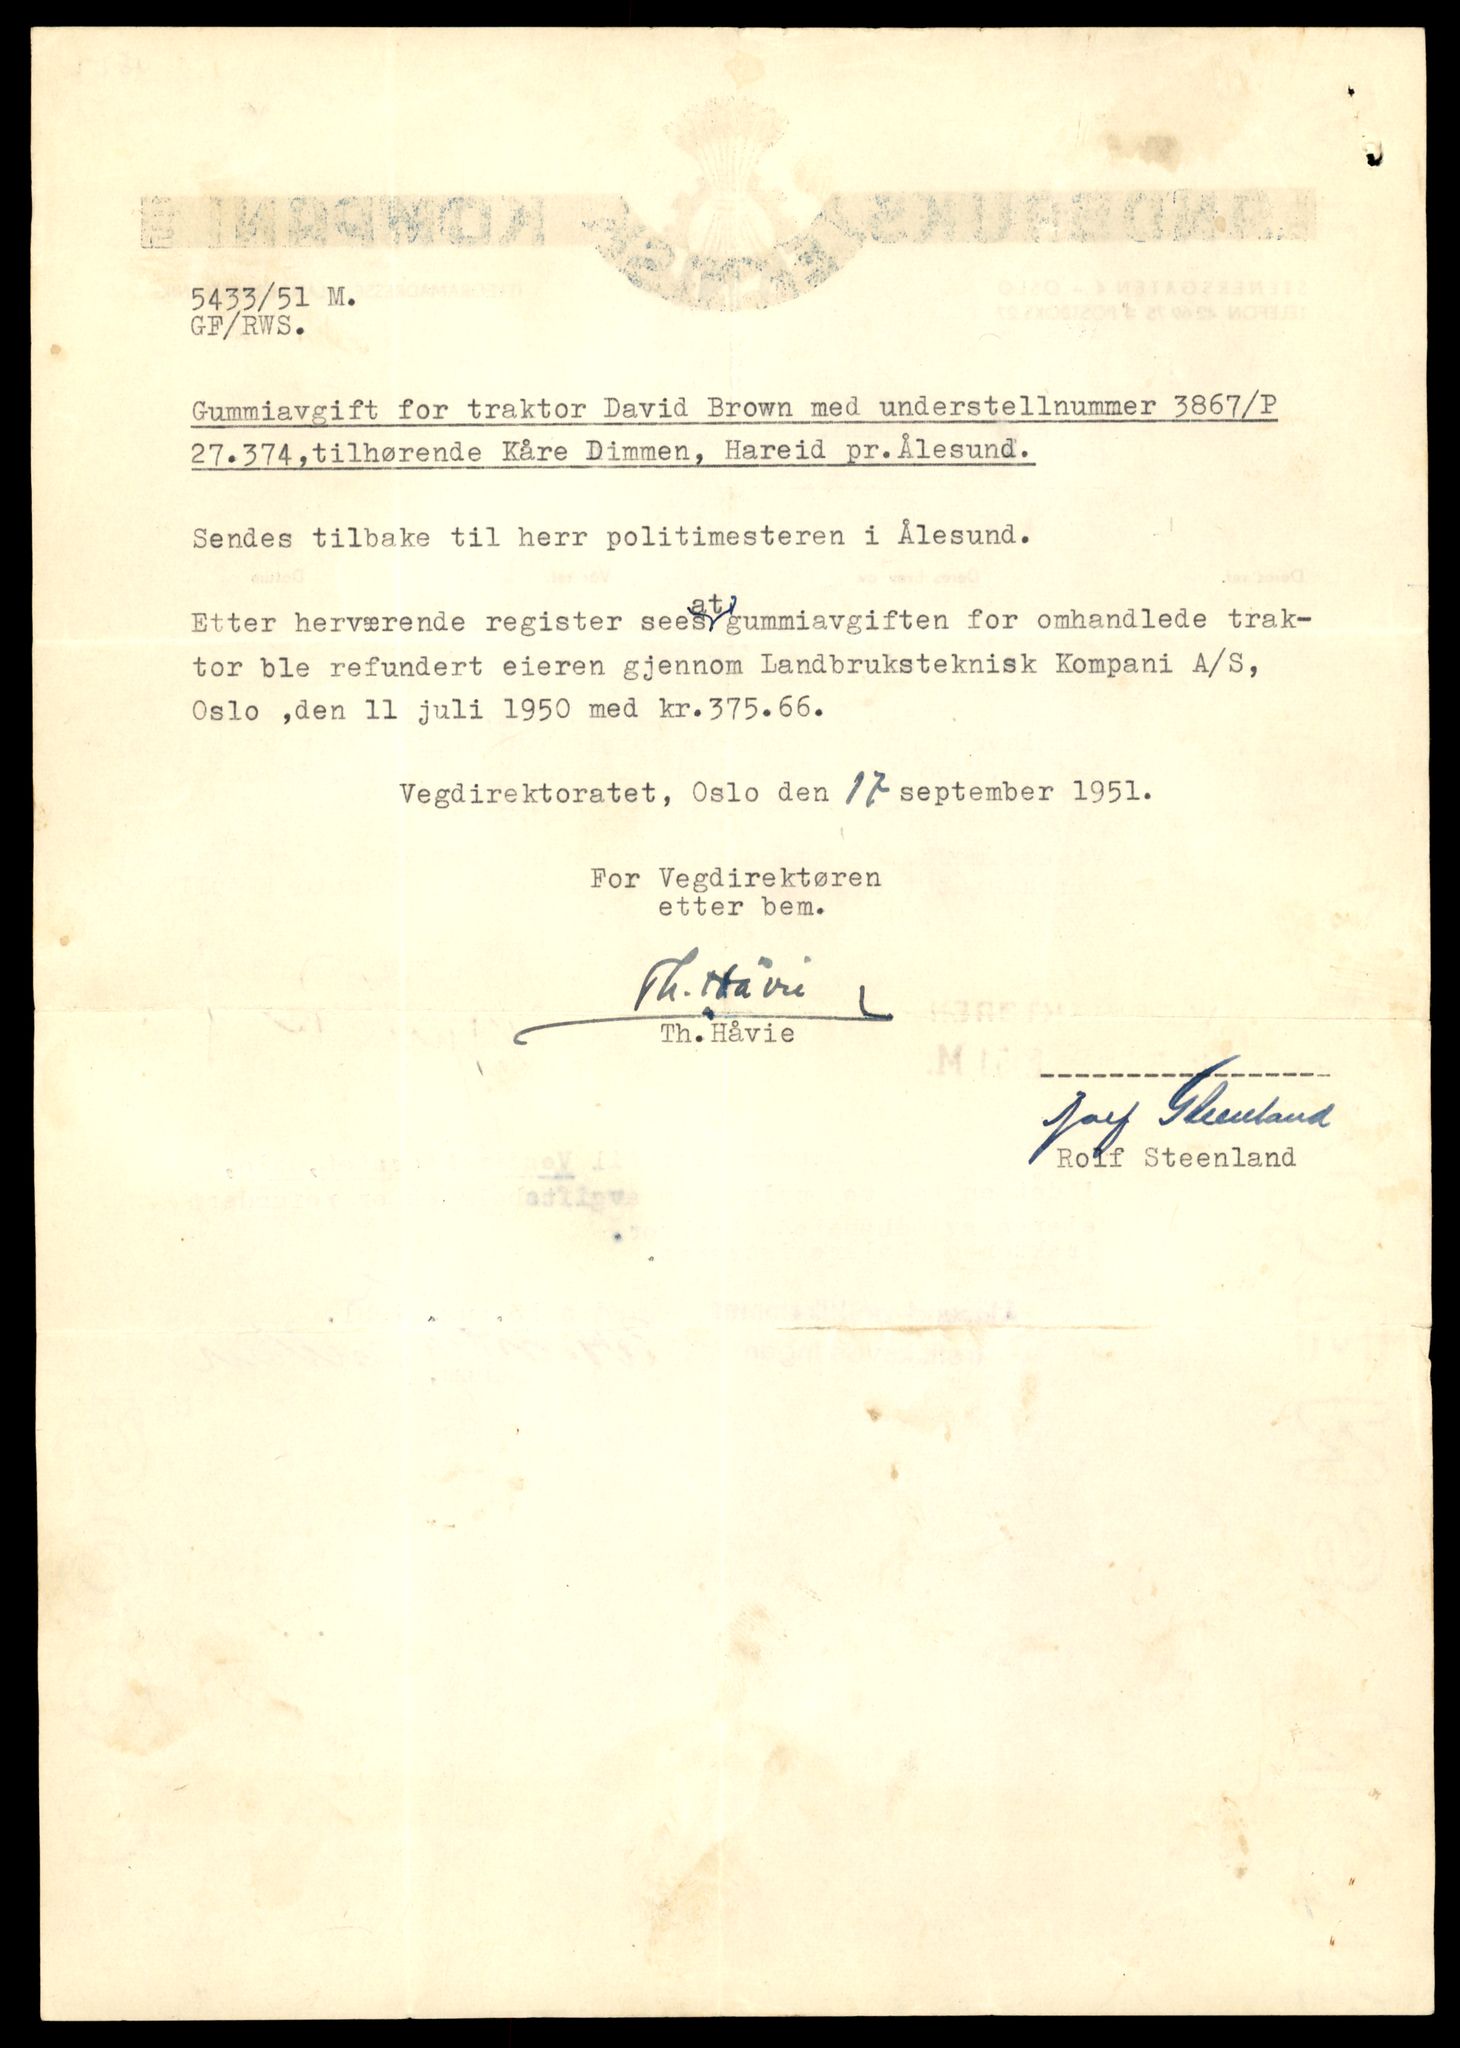 5433/51 M.
GF/RWS.
Gummiavgift for traktor David Brown med understellnummer 3867/P
27.374,tilhørende Kåre Dimmen, Hareid pr.Ålesund.
Sendes tilbake til herr politimesteren i Ålesund.
Etter herværende register sees at gummiavgiften for omhandlede trak-
tor ble refundert eieren gjennom Landbruksteknisk Kompani A/S,
Oslo ,den 11 juli 1950 med kr.375.66.
Vegdirektoratet, Oslo den 17 september 1951.
For Vegdirektøren
etter bem.
Th. Håvie
Th.Håvie
Rolf Steenland
Rolf Steenland